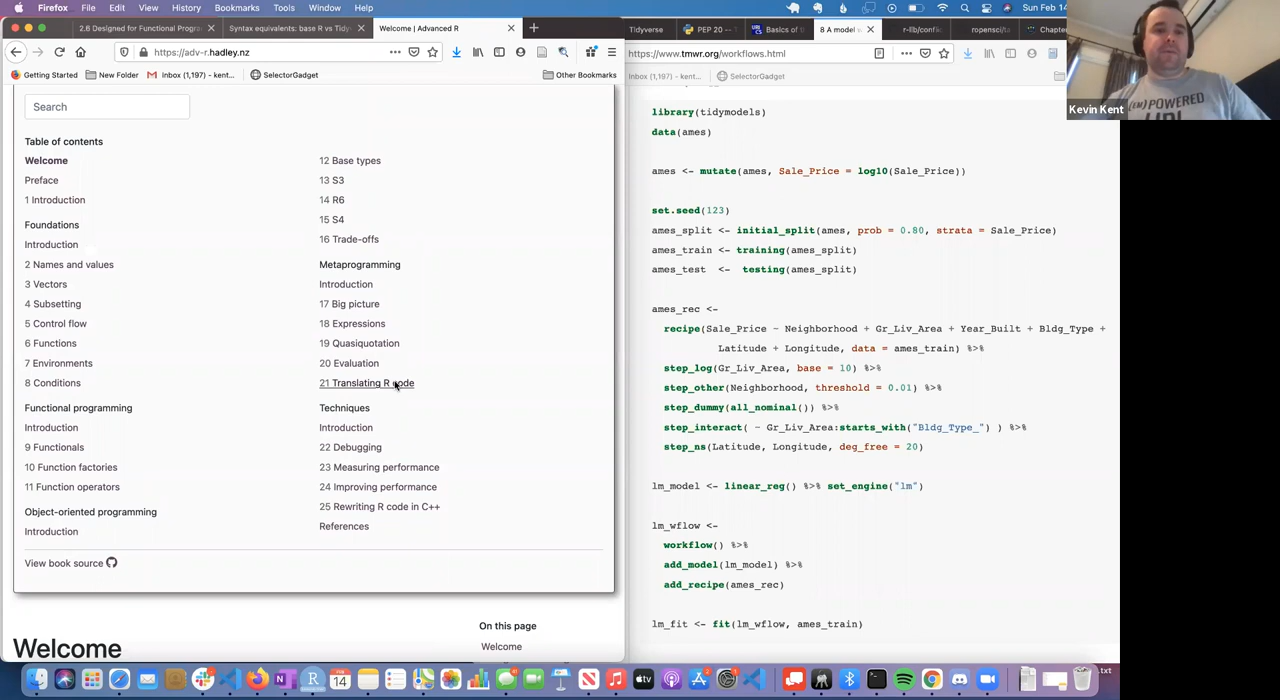 Firefox File Edit View History Bookmarks Tools Window Help Sun Feb 14
2.6 Designed for Functional Progra
Syntax equivalents: base R vs Tidy
Welcome | Advanced R
https://adv-r.hadley.nz
Getting Started New Folder Inbox (1,197) - kent... SelectorGadget Other Bookmarks
Search
Table of contents
Welcome
Preface
1 Introduction
Foundations
Introduction
2 Names and values
3 Vectors
4 Subsetting
5 Control flow
6 Functions
7 Environments
8 Conditions
Functional programming
Introduction
9 Functionals
10 Function factories
11 Function operators
Object-oriented programming
Introduction
12 Base types
13 S3
14 R6
15 S4
16 Trade-offs
Metaprogramming
Introduction
17 Big picture
18 Expressions
19 Quasiquotation
20 Evaluation
21 Translating R code
Techniques
Introduction
22 Debugging
23 Measuring performance
24 Improving performance
25 Rewriting R code in C++
References
View book source
Welcome
On this page
Welcome
Tidyverse PEP 20 — Basics of 8 A model ropensci/ Chapte
https://www.tmwr.org/workflows.html
Inbox (1,197) - kent... SelectorGadget
library(tidymodels)
data(ames)
ames <- mutate(ames, Sale_Price = log10(Sale_Price))
set.seed(123)
ames_split <- initial_split(ames, prob = 0.80, strata = Sale_Price)
ames_train <- training(ames_split)
ames_test <- testing(ames_split)
ames_rec <-
recipe(Sale_Price ~ Neighborhood + Gr_Liv_Area + Year_Built + Bldg_Type +
Latitude + Longitude, data = ames_train) %>%
step_log(Gr_Liv_Area, base = 10) %>%
step_other(Neighborhood, threshold = 0.01) %>%
step_dummy(all_nominal()) %>%
step_interact( ~ Gr_Liv_Area:starts_with("Bldg_Type_") ) %>%
step_ns(Latitude, Longitude, deg_free = 20)
lm_model <- linear_reg() %>% set_engine("lm")
lm_wflow <-
workflow() %>%
add_model(lm_model) %>%
add_recipe(ames_rec)
lm_fit <- fit(lm_wflow, ames_train)
Kevin Kent
POWERED
.txt